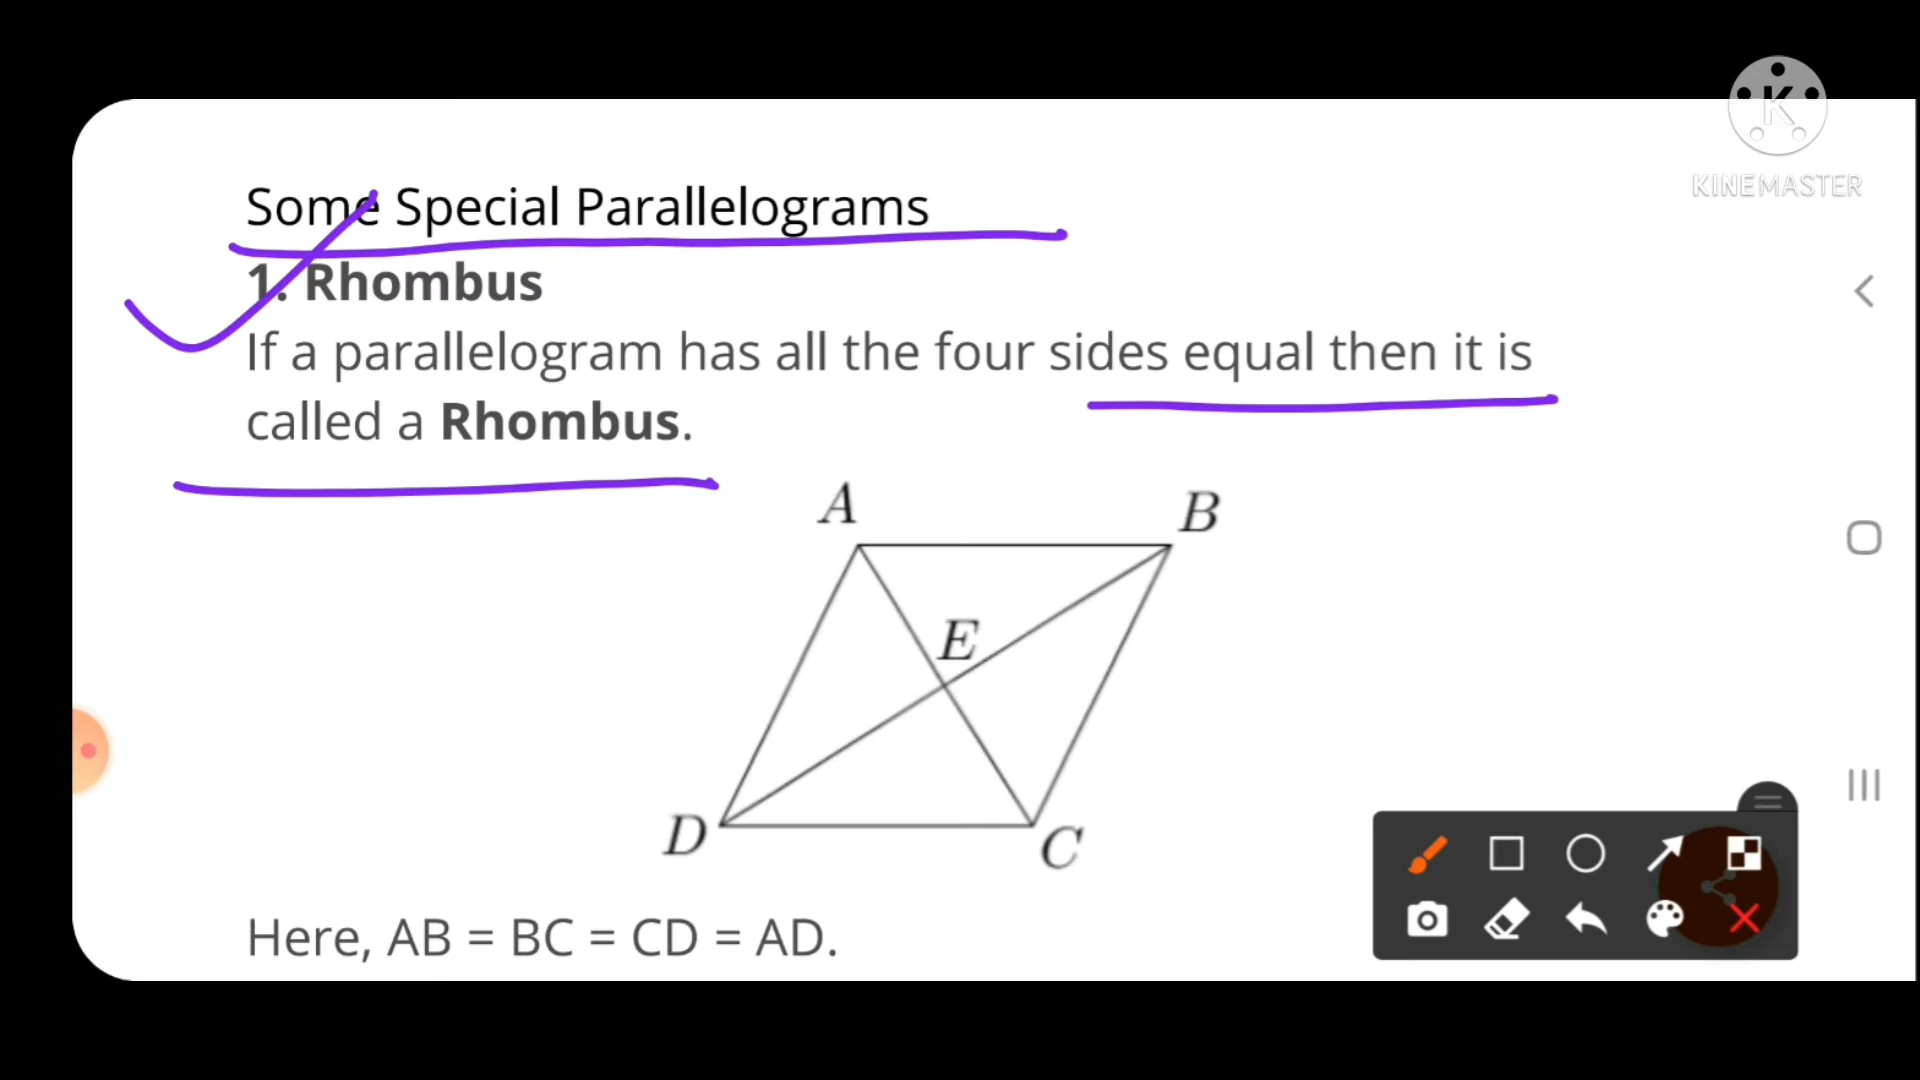 K
KINEMASTER
Some Special Parallelograms
1. Rhombus
If a parallelogram has all the four sides equal then it is
called a Rhombus.
A
B
E
D
C
Here, AB = BC = CD = AD.